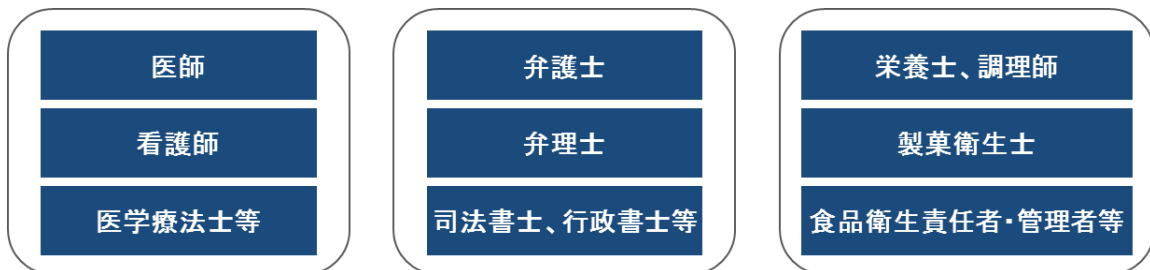 医師
看護師
医学療法士等
弁護士
弁理士
司法書士、行政書士等
栄養士、調理師
製菓衛生士
食品衛生責任者・管理者等